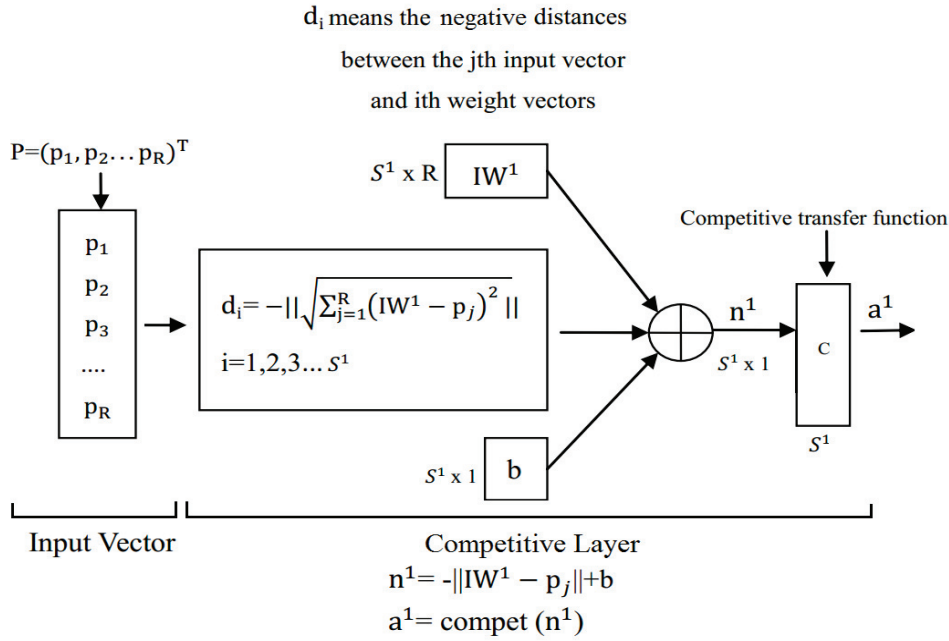 dᵢ means the negative distances
between the jth input vector
and ith weight vectors
P=(p₁, p₂… p_R)ᵀ
S¹ x R
IW¹
Competitive transfer function
p₁
p₂
p₃
....
p_R
dᵢ= −||√(∑ᴿⱼ₌₁(IW¹ − pⱼ)²)||
i=1,2,3… S¹
n¹
S¹ x 1
C
a¹
S¹
S¹ x 1
b
Input Vector
Competitive Layer
n¹= -||IW¹ − pⱼ||+b
a¹= compet (n¹)